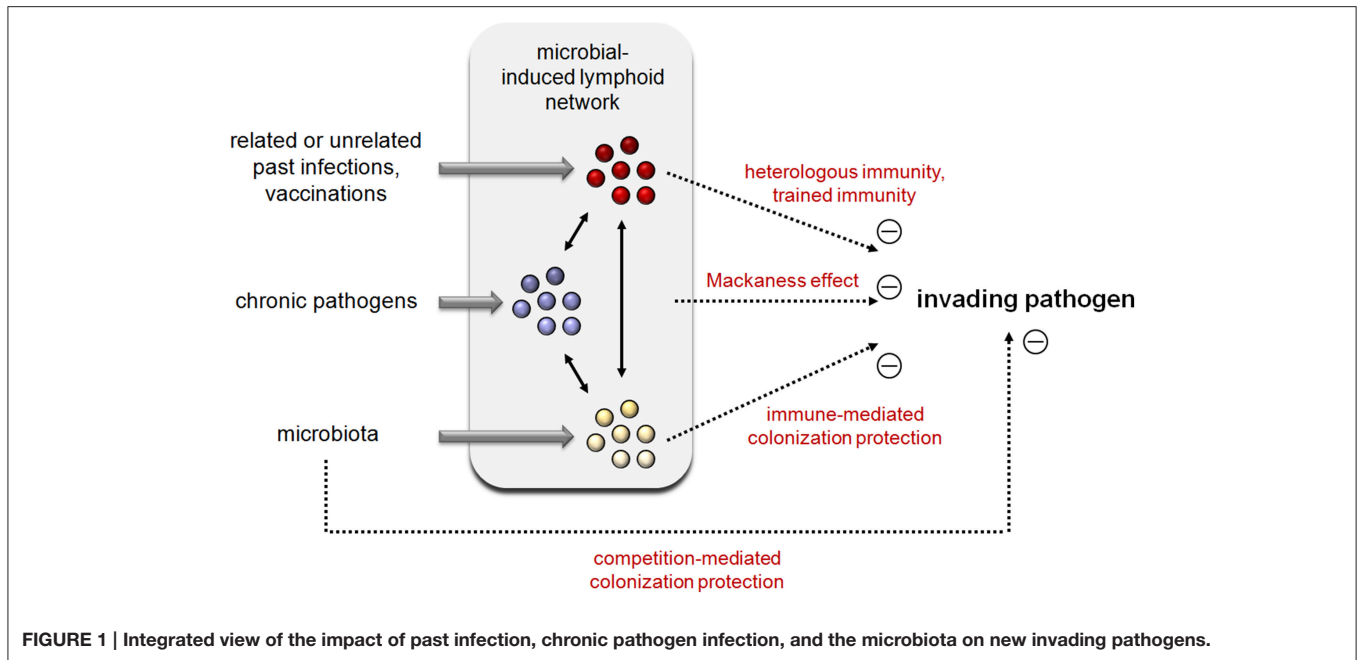 microbial-
induced lymphoid
network
related or unrelated
past infections,
vaccinations
heterologous immunity,
trained immunity
chronic pathogens
Mackaness effect
invading pathogen
microbiota
immune-mediated
colonization protection
competition-mediated
colonization protection
FIGURE 1 | Integrated view of the impact of past infection, chronic pathogen infection, and the microbiota on new invading pathogens.